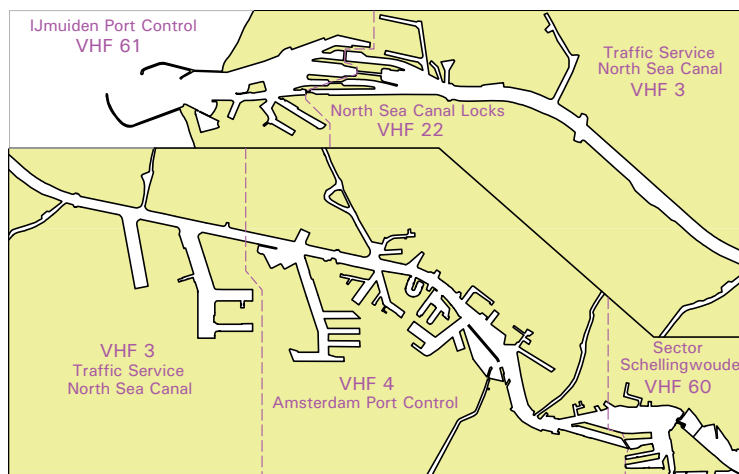 IJmuiden Port Control
VHF 61
Traffic Service
North Sea Canal
VHF 3
North Sea Canal Locks
VHF 22
VHF 3
Traffic Service
North Sea Canal
VHF 4
Amsterdam Port Control
Sector
Schellingwoude
VHF 60